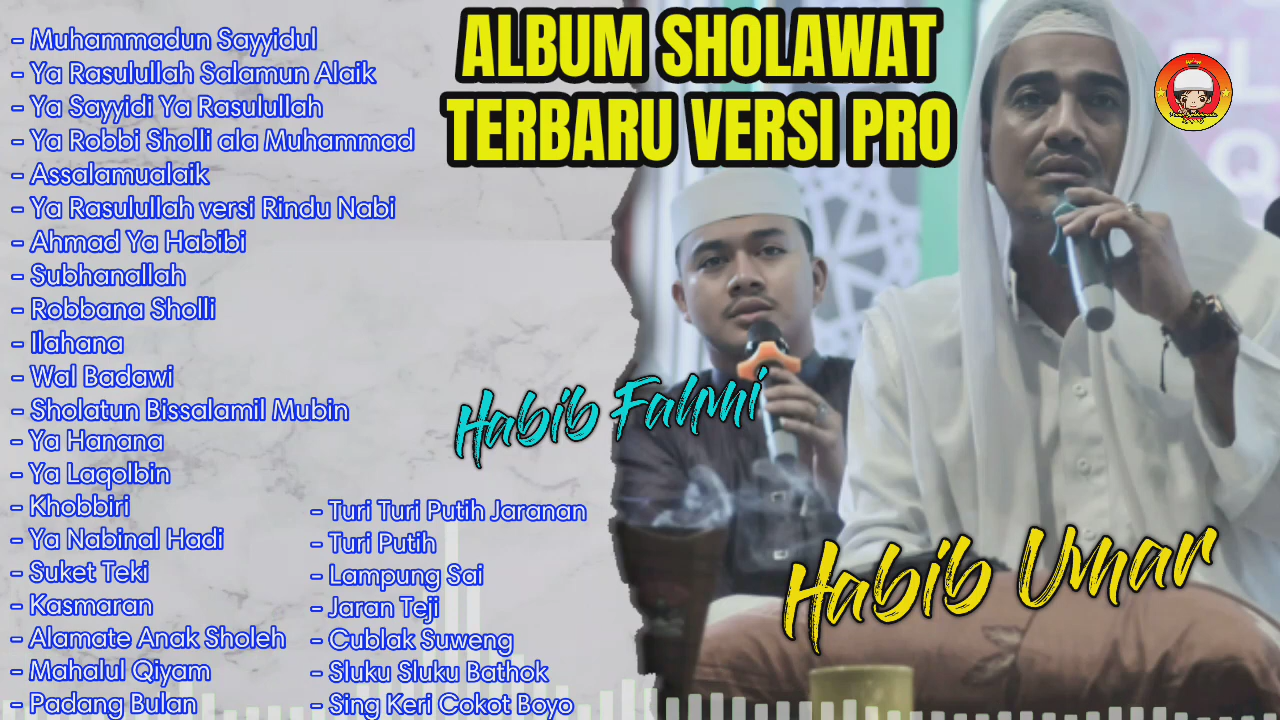 ALBUM SHOLAWAT
TERBARU VERSI PRO
- Muhammadun Sayyidul
- Ya Rasulullah Salamun Alaik
- Ya Sayyidi Ya Rasulullah
- Ya Robbi Sholli ala Muhammad
- Assalamualaik
- Ya Rasulullah versi Rindu Nabi
- Ahmad Ya Habibi
- Subhanallah
- Robbana Sholli
- Ilahana
- Wal Badawi
- Sholatun Bissalamil Mubin
- Ya Hanana
- Ya Laqolbin
- Khobbiri
- Ya Nabinal Hadi
- Suket Teki
- Kasmaran
- Alamate Anak Sholeh
- Mahalul Qiyam
- Padang Bulan
- Turi Turi Putih Jaranan
- Turi Putih
- Lampung Sai
- Jaran Teji
- Cublak Suweng
- Sluku Sluku Bathok
- Sing Keri Cokot Boyo
Habib Fahmi
Habib Umar